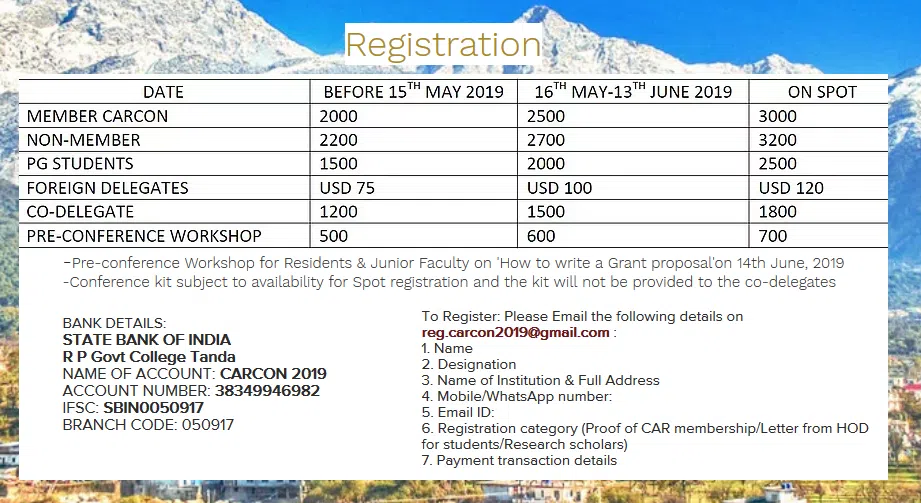 Registration
DATE BEFORE 15TH MAY 2019 16TH MAY-13TH JUNE 2019 ON SPOT
MEMBER CARCON 2000 2500 3000
NON-MEMBER 2200 2700 3200
PG STUDENTS 1500 2000 2500
FOREIGN DELEGATES USD 75 USD 100 USD 120
CO-DELEGATE 1200 1500 1800
PRE-CONFERENCE WORKSHOP 500 600 700
-Pre-conference Workshop for Residents & Junior Faculty on 'How to write a Grant proposal'on 14th June, 2019
-Conference kit subject to availability for Spot registration and the kit will not be provided to the co-delegates
BANK DETAILS:
STATE BANK OF INDIA
R P Govt College Tanda
NAME OF ACCOUNT: CARCON 2019
ACCOUNT NUMBER: 38349946982
IFSC: SBIN0050917
BRANCH CODE: 050917
To Register: Please Email the following details on
reg.carcon2019@gmail.com :
1. Name
2. Designation
3. Name of Institution & Full Address
4. Mobile/WhatsApp number:
5. Email ID:
6. Registration category (Proof of CAR membership/Letter from HOD
for students/Research scholars)
7. Payment transaction details